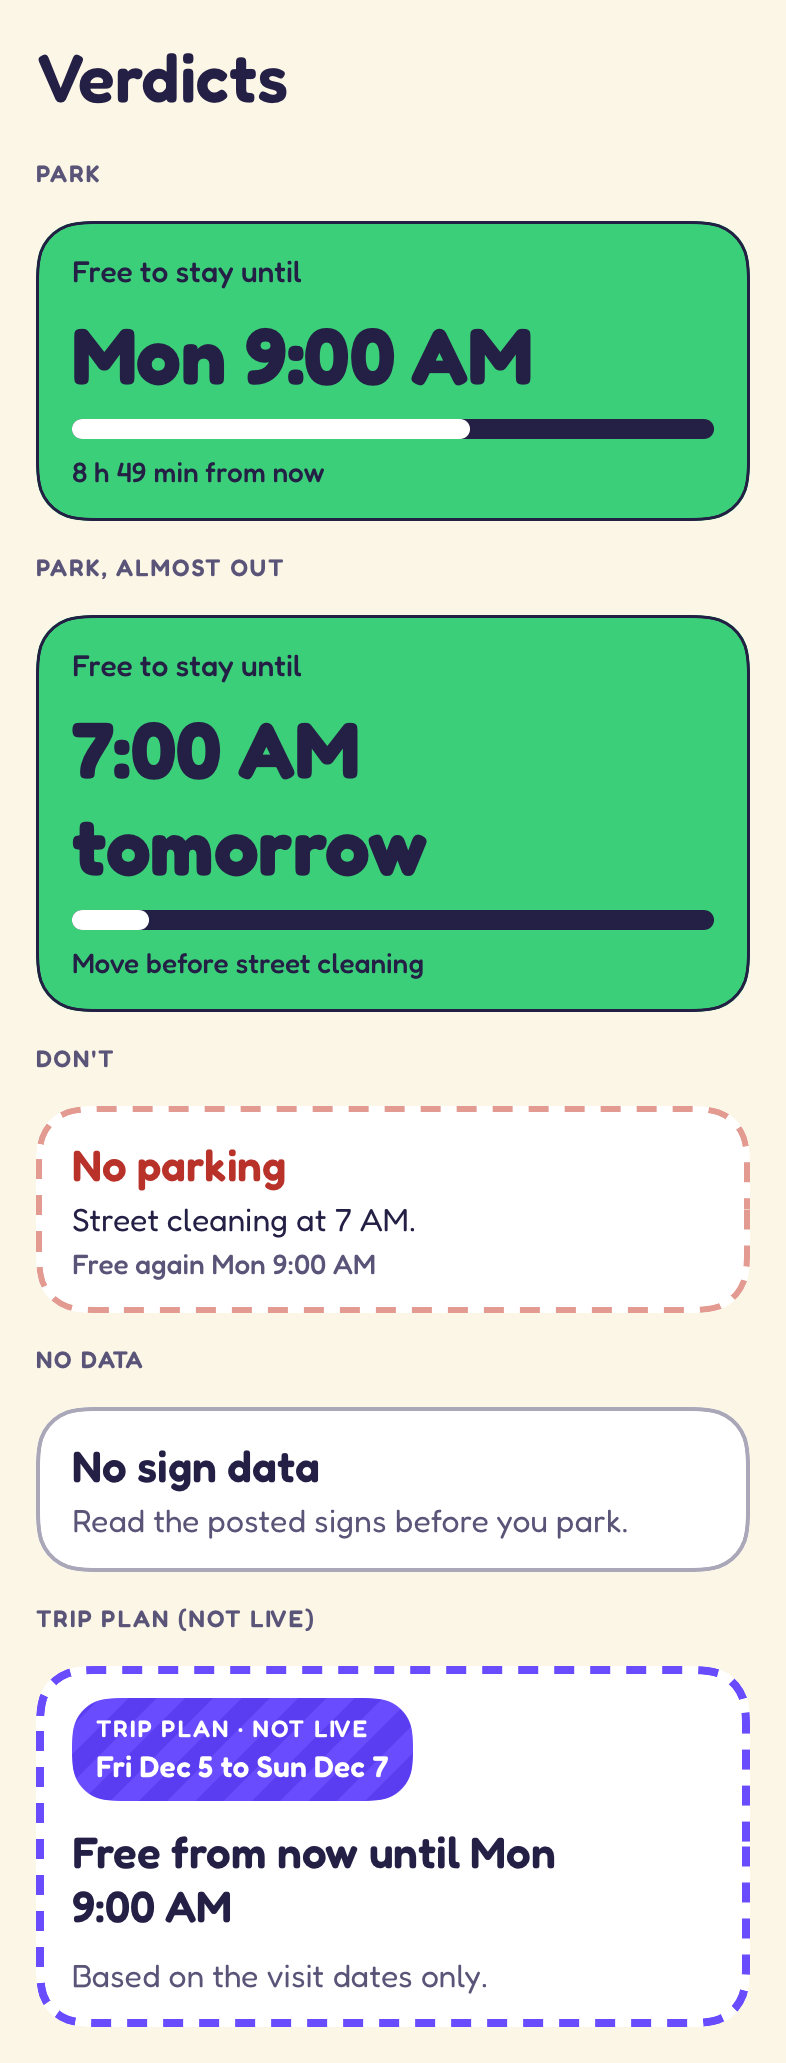 Verdicts
PARK
Free to stay until
Mon 9:00 AM
8 h 49 min from now
PARK, ALMOST OUT
Free to stay until
7:00 AM
tomorrow
Move before street cleaning
DON'T
No parking
Street cleaning at 7 AM.
Free again Mon 9:00 AM
NO DATA
No sign data
Read the posted signs before you park.
TRIP PLAN (NOT LIVE)
TRIP PLAN · NOT LIVE
Fri Dec 5 to Sun Dec 7
Free from now until Mon
9:00 AM
Based on the visit dates only.